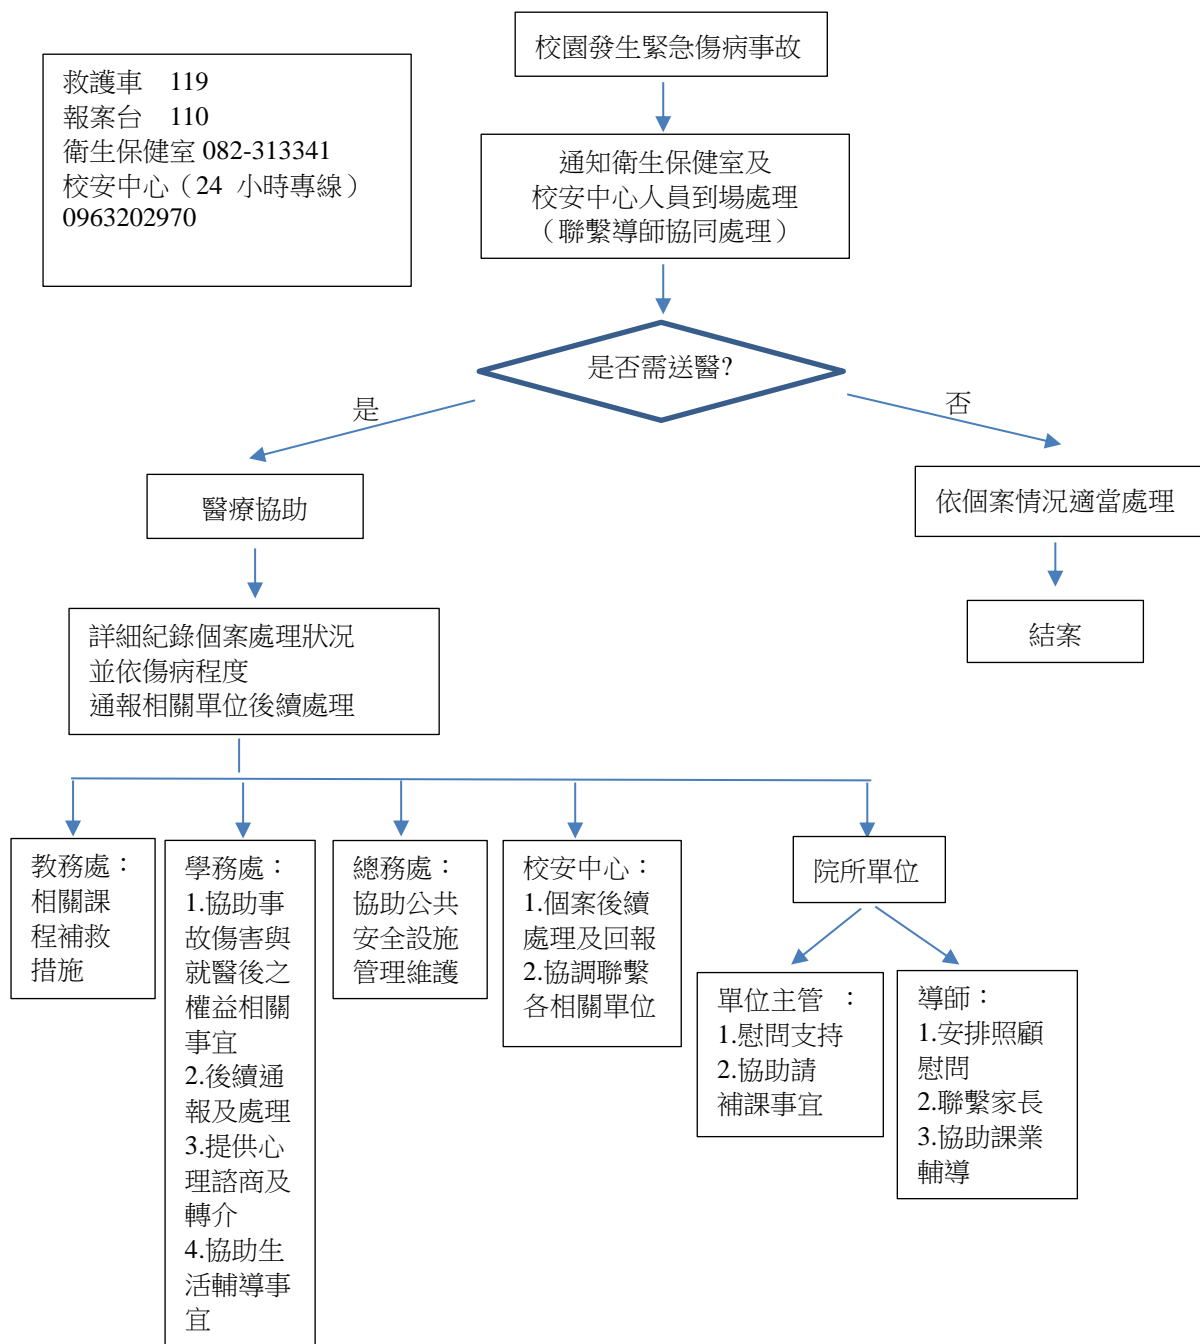 校園發生緊急傷病事故
救護車　119
報案台　110
衛生保健室 082-313341
校安中心（24 小時專線）
0963202970
通知衛生保健室及
校安中心人員到場處理
（聯繫導師協同處理）
是否需送醫?
是
否
醫療協助
依個案情況適當處理
詳細紀錄個案處理狀況
並依傷病程度
通報相關單位後續處理
結案
教務處：
相關課
程補救
措施
學務處：
1.協助事
故傷害與
就醫後之
權益相關
事宜
2.後續通
報及處理
3.提供心
理諮商及
轉介
4.協助生
活輔導事
宜
總務處：
協助公共
安全設施
管理維護
校安中心：
1.個案後續
處理及回報
2.協調聯繫
各相關單位
院所單位
單位主管 ：
1.慰問支持
2.協助請
補課事宜
導師：
1.安排照顧
慰問
2.聯繫家長
3.協助課業
輔導